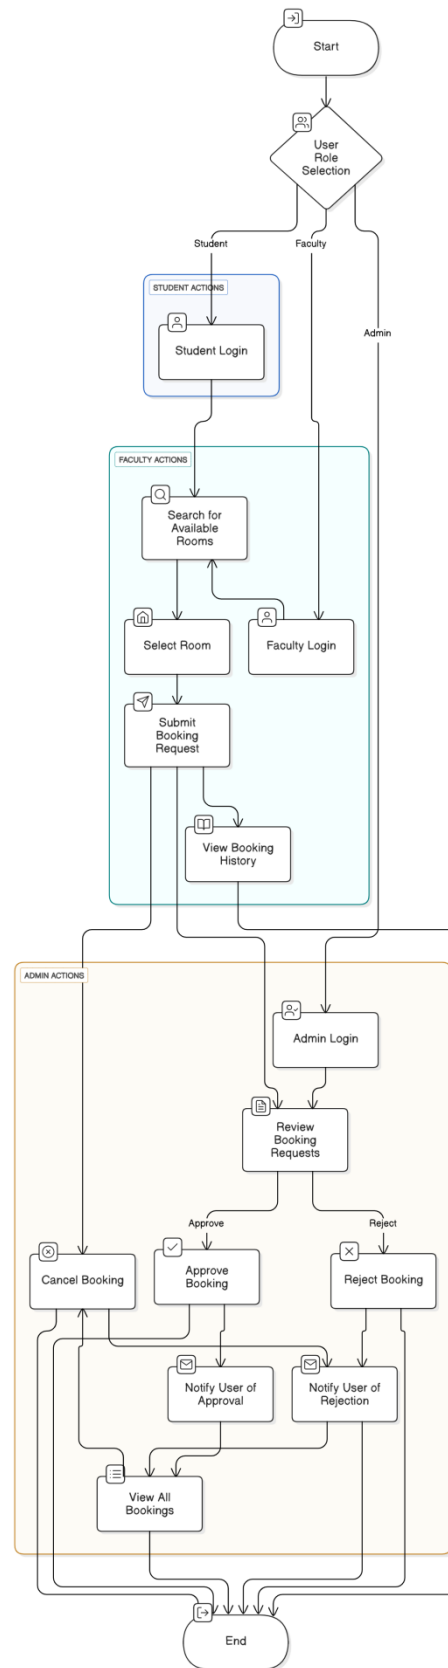 Start
User
Role
Selection
Student
Faculty
Admin
STUDENT ACTIONS
Student Login
FACULTY ACTIONS
Search for
Available
Rooms
Select Room
Faculty Login
Submit
Booking
Request
View Booking
History
ADMIN ACTIONS
Admin Login
Review
Booking
Requests
Approve
Reject
Cancel Booking
Approve
Booking
Reject Booking
Notify User of
Approval
Notify User of
Rejection
View All
Bookings
End